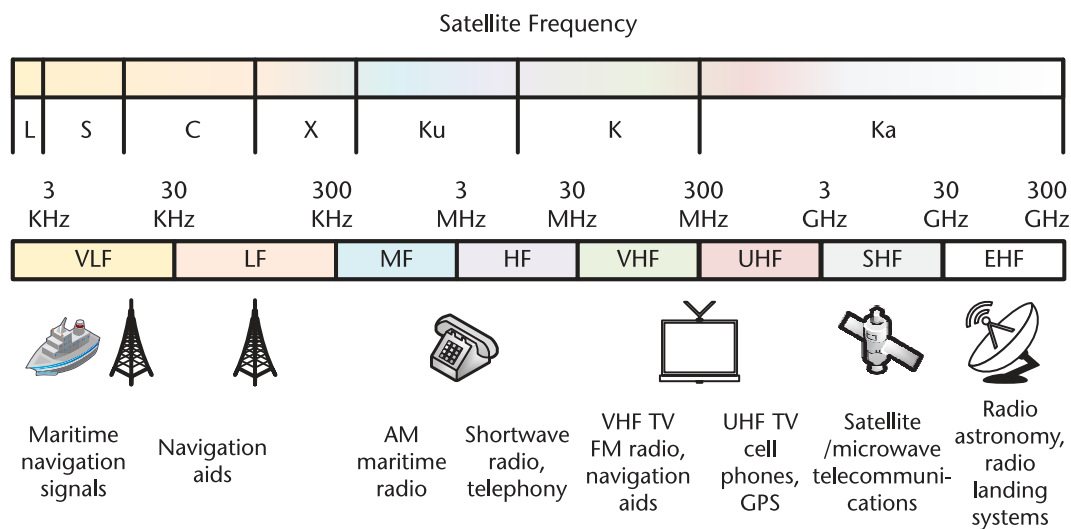 Satellite Frequency
L S C X Ku K Ka
3 30 300 3 30 300 3 30 300
KHz KHz KHz MHz MHz MHz GHz GHz GHz
VLF LF MF HF VHF UHF SHF EHF
Maritime
navigation
signals
Navigation
aids
AM
maritime
radio
Shortwave
radio,
telephony
VHF TV
FM radio,
navigation
aids
UHF TV
cell
phones,
GPS
Satellite
/microwave
telecommuni-
cations
Radio
astronomy,
radio
landing
systems